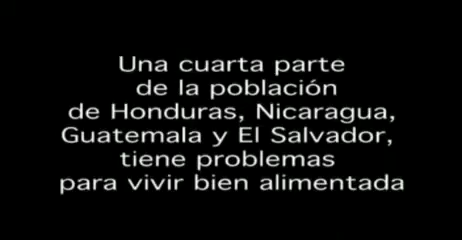 Una cuarta parte
de la población
de Honduras, Nicaragua,
Guatemala y El Salvador,
tiene problemas
para vivir bien alimentada